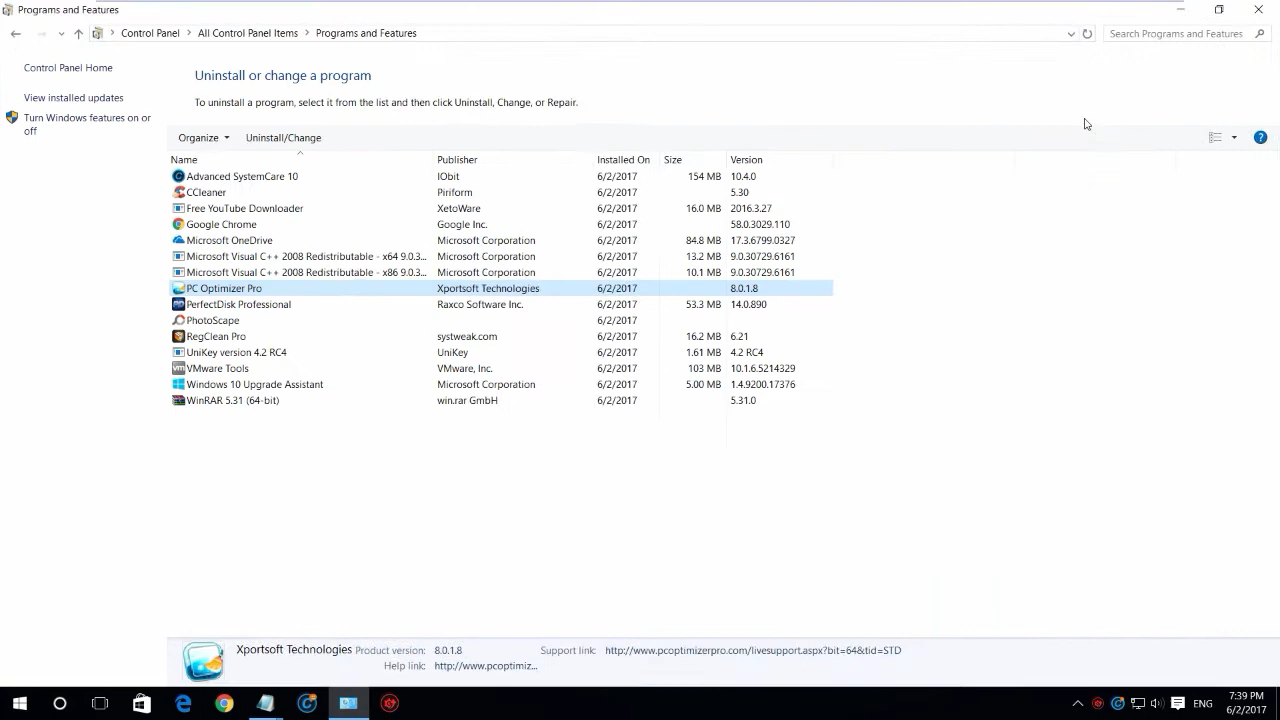 Programs and Features
Control Panel All Control Panel Items Programs and Features Search Programs and Features
Control Panel Home
View installed updates
Turn Windows features on or
off
Uninstall or change a program
To uninstall a program, select it from the list and then click Uninstall, Change, or Repair.
Organize Uninstall/Change
Name Publisher Installed On Size Version
Advanced SystemCare 10 IObit 6/2/2017 154 MB 10.4.0
CCleaner Piriform 6/2/2017 5.30
Free YouTube Downloader XetoWare 6/2/2017 16.0 MB 2016.3.27
Google Chrome Google Inc. 6/2/2017 58.0.3029.110
Microsoft OneDrive Microsoft Corporation 6/2/2017 84.8 MB 17.3.6799.0327
Microsoft Visual C++ 2008 Redistributable - x64 9.0.3... Microsoft Corporation 6/2/2017 13.2 MB 9.0.30729.6161
Microsoft Visual C++ 2008 Redistributable - x86 9.0.3... Microsoft Corporation 6/2/2017 10.1 MB 9.0.30729.6161
PC Optimizer Pro Xportsoft Technologies 6/2/2017 8.0.1.8
PerfectDisk Professional Raxco Software Inc. 6/2/2017 53.3 MB 14.0.890
PhotoScape 6/2/2017
RegClean Pro systweak.com 6/2/2017 16.2 MB 6.21
UniKey version 4.2 RC4 UniKey 6/2/2017 1.61 MB 4.2 RC4
VMware Tools VMware, Inc. 6/2/2017 103 MB 10.1.6.5214329
Windows 10 Upgrade Assistant Microsoft Corporation 6/2/2017 5.00 MB 1.4.9200.17376
WinRAR 5.31 (64-bit) win.rar GmbH 6/2/2017 5.31.0
Xportsoft Technologies Product version: 8.0.1.8 Support link: http://www.pcoptimizerpro.com/livesupport.aspx?bit=64&tid=STD
Help link: http://www.pcoptimiz...
ENG 7:39 PM
6/2/2017